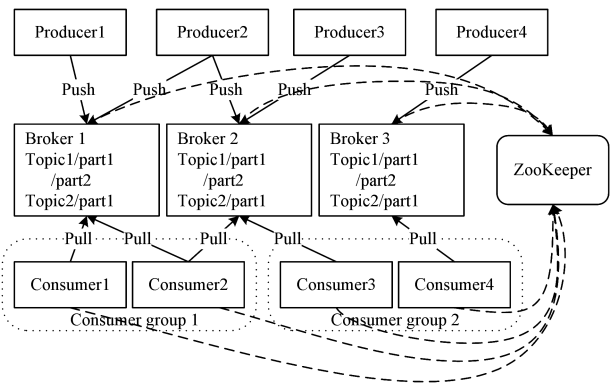 Producer1
Producer2
Producer3
Producer4
Push
Push
Push
Push
Push
Broker 1
Topic1/part1
/part2
Topic2/part1
Broker 2
Topic1/part1
/part2
Topic2/part1
Broker 3
Topic1/part1
/part2
Topic2/part1
ZooKeeper
Pull
Pull
Pull
Pull
Pull
Consumer1
Consumer2
Consumer3
Consumer4
Consumer group 1
Consumer group 2